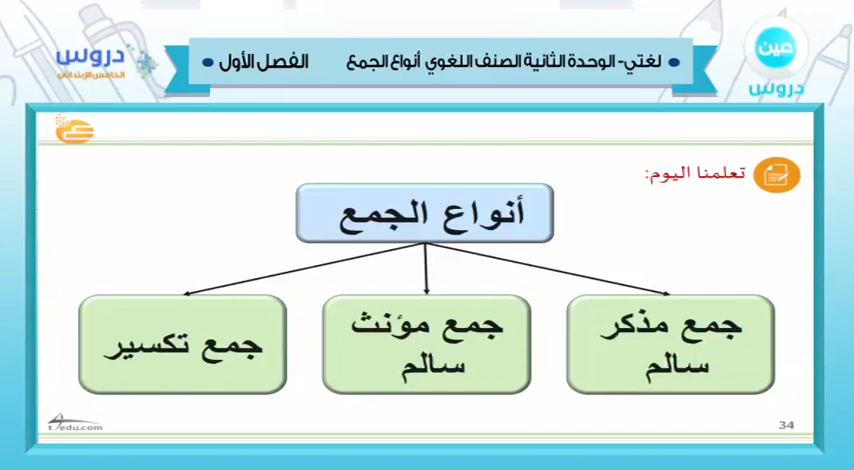 عين
دروس
لغتي- الوحدة الثانية الصنف اللغوي أنواع الجمع
الفصل الأول
دروس
الخامس الإبتدائي
تعلمنا اليوم:
أنواع الجمع
جمع مذكر
سالم
جمع مؤنث
سالم
جمع تكسير
34
t4edu.com